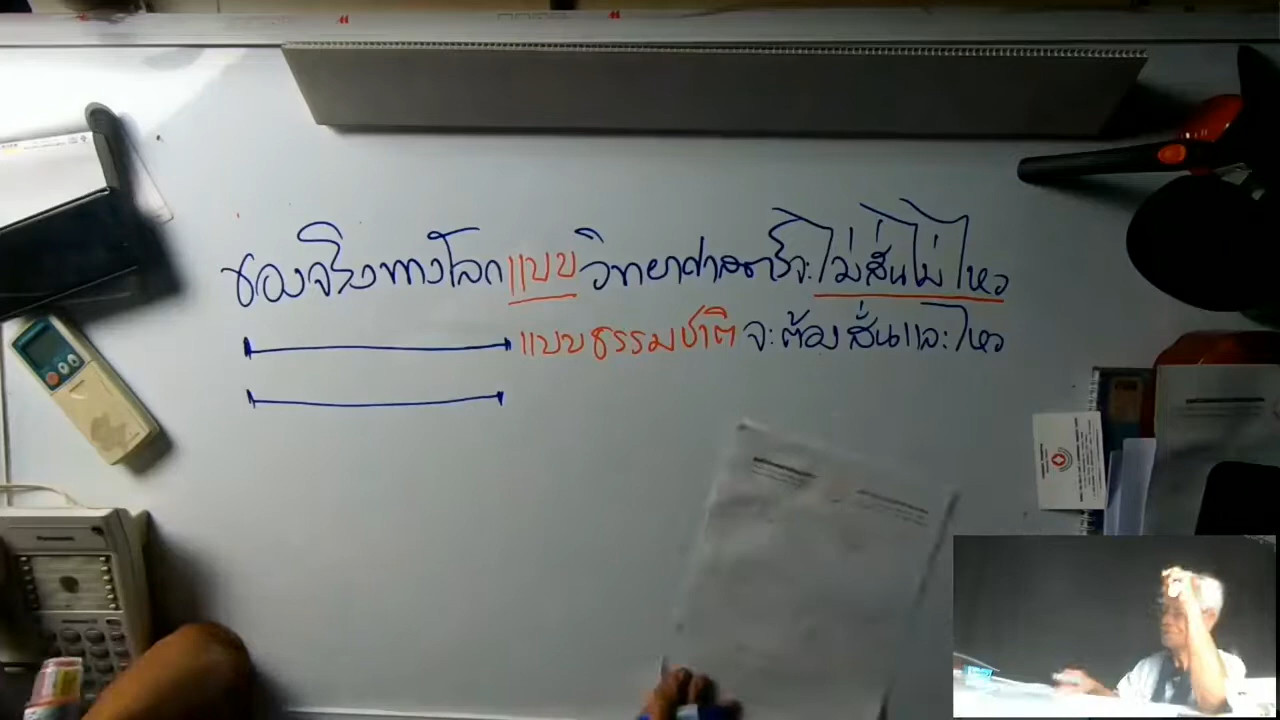 ของจริงทางโลกแบบวิทยาศาสตร์จะไม่สั่นไม่ไหว
แบบธรรมชาติจะต้องสั่นและไหว
Panasonic